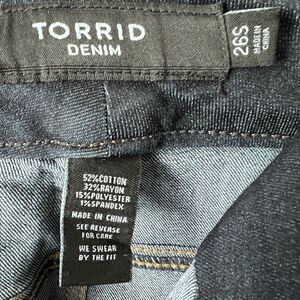 TORRID
DENIM
26S
MADE IN
CHINA
52%COTTON
32%RAYON
15%POLYESTER
1%SPANDEX
MADE IN CHINA
SEE REVERSE
FOR CARE
WE SWEAR
BY THE FIT